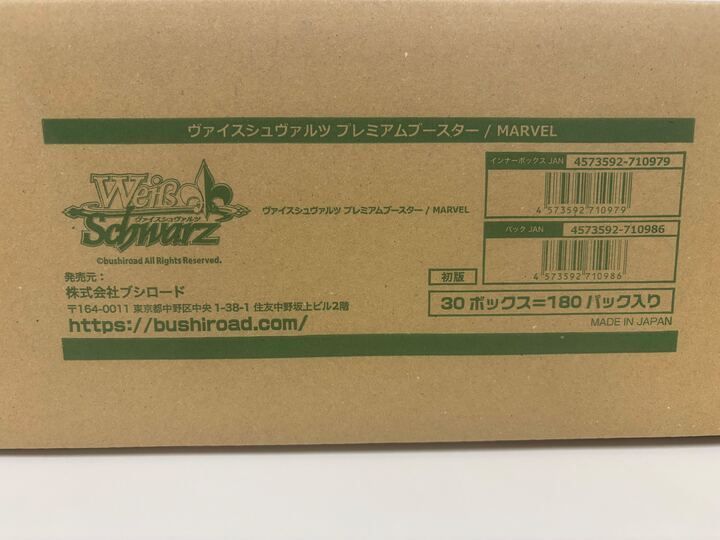 ヴァイスシュヴァルツ プレミアムブースター / MARVEL
Weiß
ヴァイスシュヴァルツ
Schwarz
©bushiroad All Rights Reserved.
ヴァイスシュヴァルツ プレミアムブースター / MARVEL
インナーボックス JAN 4573592-710979
4 573592 710979
パック JAN 4573592-710986
4 573592 710986
発売元：
株式会社ブシロード
〒164-0011 東京都中野区中央 1-38-1 住友中野坂上ビル2階
https://bushiroad.com/
初版
30 ボックス=180 パック入り
MADE IN JAPAN